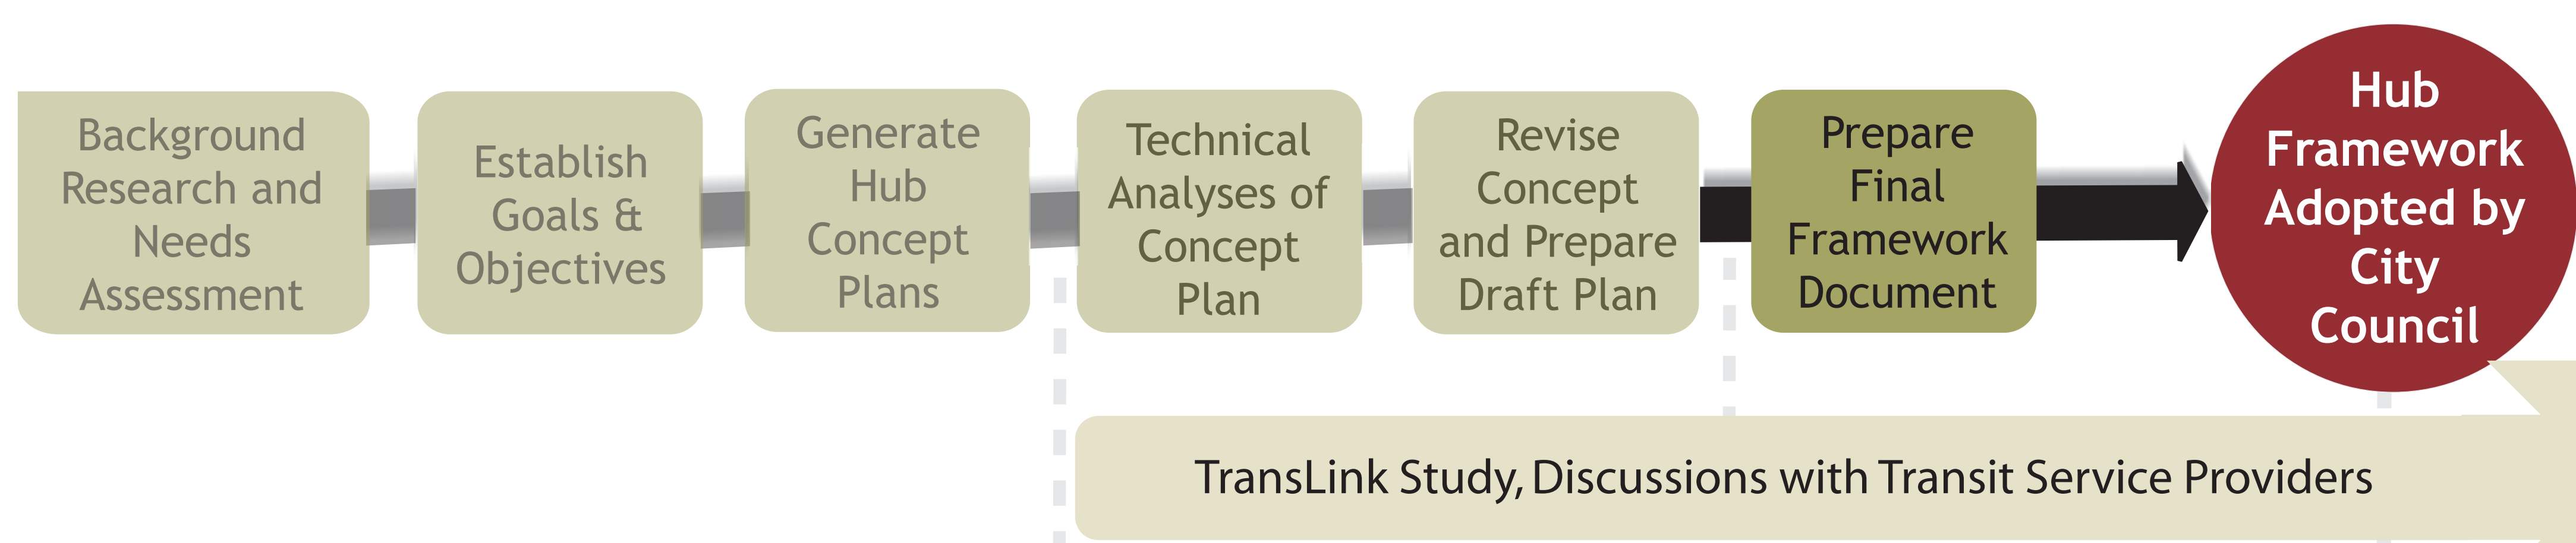 Background
Research and
Needs
Assessment
Establish
Goals &
Objectives
Generate
Hub
Concept
Plans
Technical
Analyses of
Concept
Plan
Revise
Concept
and Prepare
Draft Plan
Prepare
Final
Framework
Document
Hub
Framework
Adopted by
City
Council
TransLink Study, Discussions with Transit Service Providers